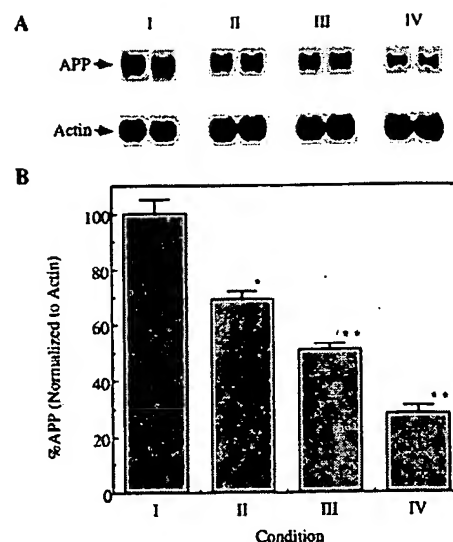 A I II III IV
APP
Actin
B
%APP (Normalized to Actin)
100
80
60
40
20
0
*
**
**
I II III IV
Condition